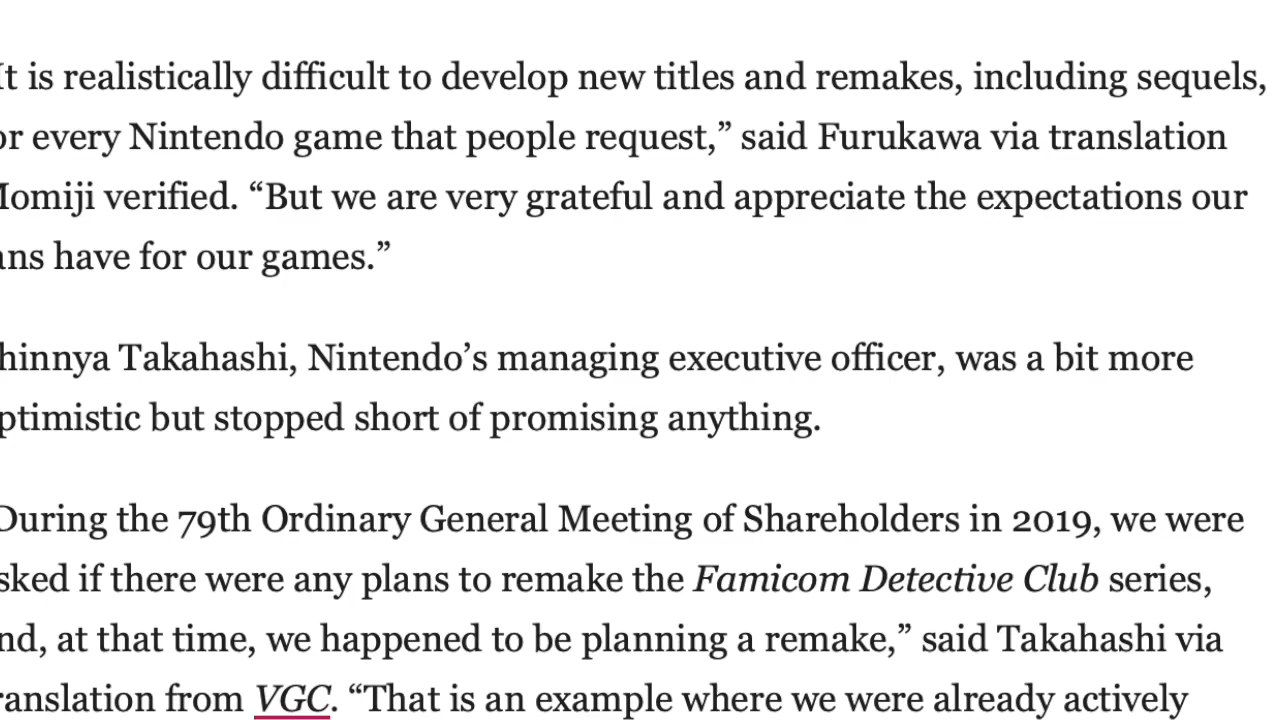 It is realistically difficult to develop new titles and remakes, including sequels,
or every Nintendo game that people request,” said Furukawa via translation
Momiji verified. “But we are very grateful and appreciate the expectations our
ans have for our games.”
hinnya Takahashi, Nintendo’s managing executive officer, was a bit more
ptimistic but stopped short of promising anything.
During the 79th Ordinary General Meeting of Shareholders in 2019, we were
sked if there were any plans to remake the Famicom Detective Club series,
nd, at that time, we happened to be planning a remake,” said Takahashi via
ranslation from VGC. “That is an example where we were already actively